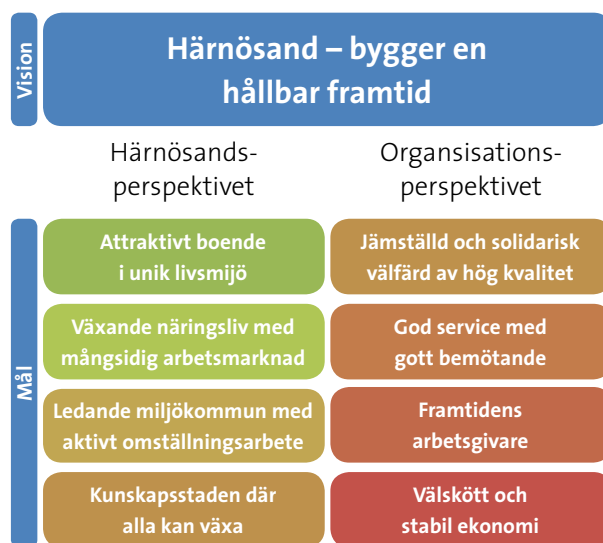 Vision
Härnösand – bygger en
hållbar framtid
Härnösands-
perspektivet
Organsisations-
perspektivet
Mål
Attraktivt boende
i unik livsmijö
Växande näringsliv med
mångsidig arbetsmarknad
Ledande miljökommun med
aktivt omställningsarbete
Kunskapsstaden där
alla kan växa
Jämställd och solidarisk
välfärd av hög kvalitet
God service med
gott bemötande
Framtidens
arbetsgivare
Välskött och
stabil ekonomi